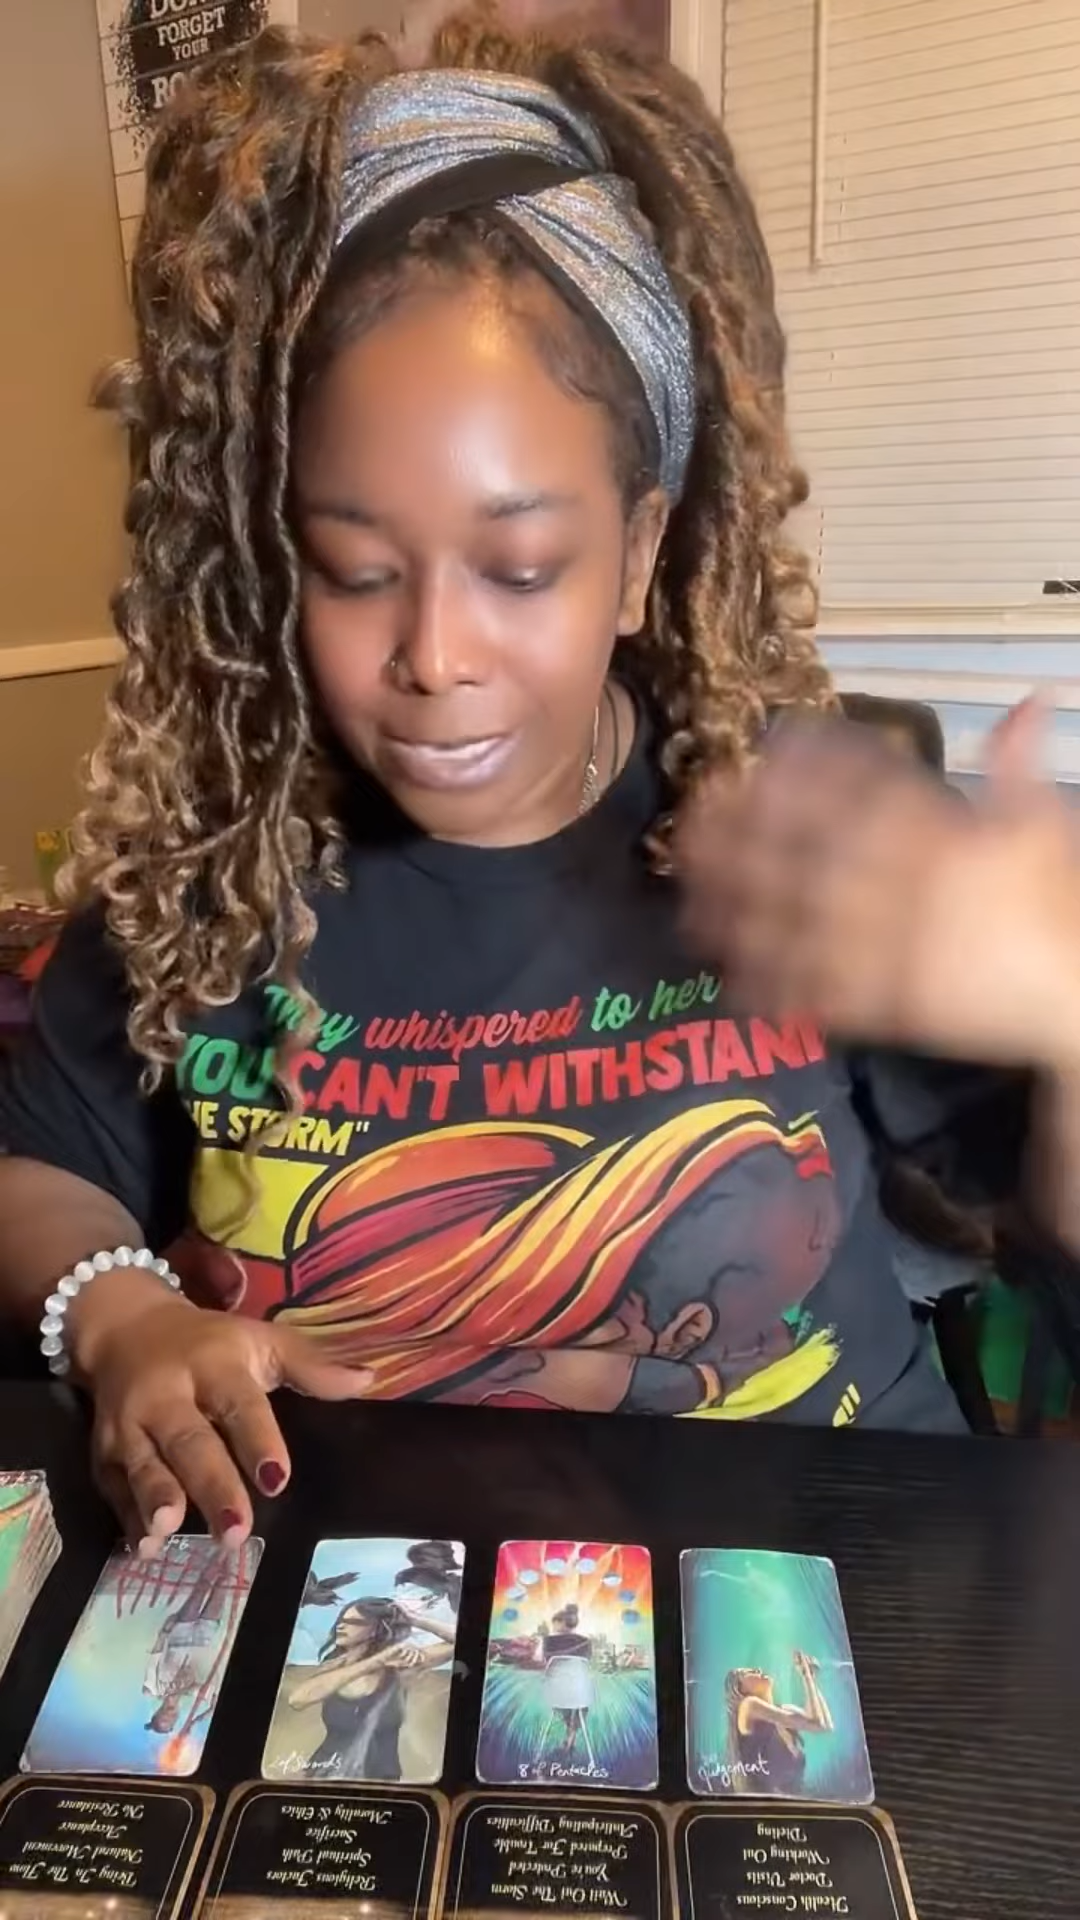 DON'T
FORGET
YOUR
They whispered to her
YOU CAN'T WITHSTAND
HE STORM"
2 of Swords
8 of Pentacles
Judgement
Being In The Flow
Natural Movement
Acceptance
No Resistance
Religious Factors
Spiritual Path
Sacrifice
Morality & Ethics
Wait Out The Storm
You're Protected
Prepared For Trouble
Anticipating Difficulties
Health Conscious
Doctor Visits
Working Out
Dieting